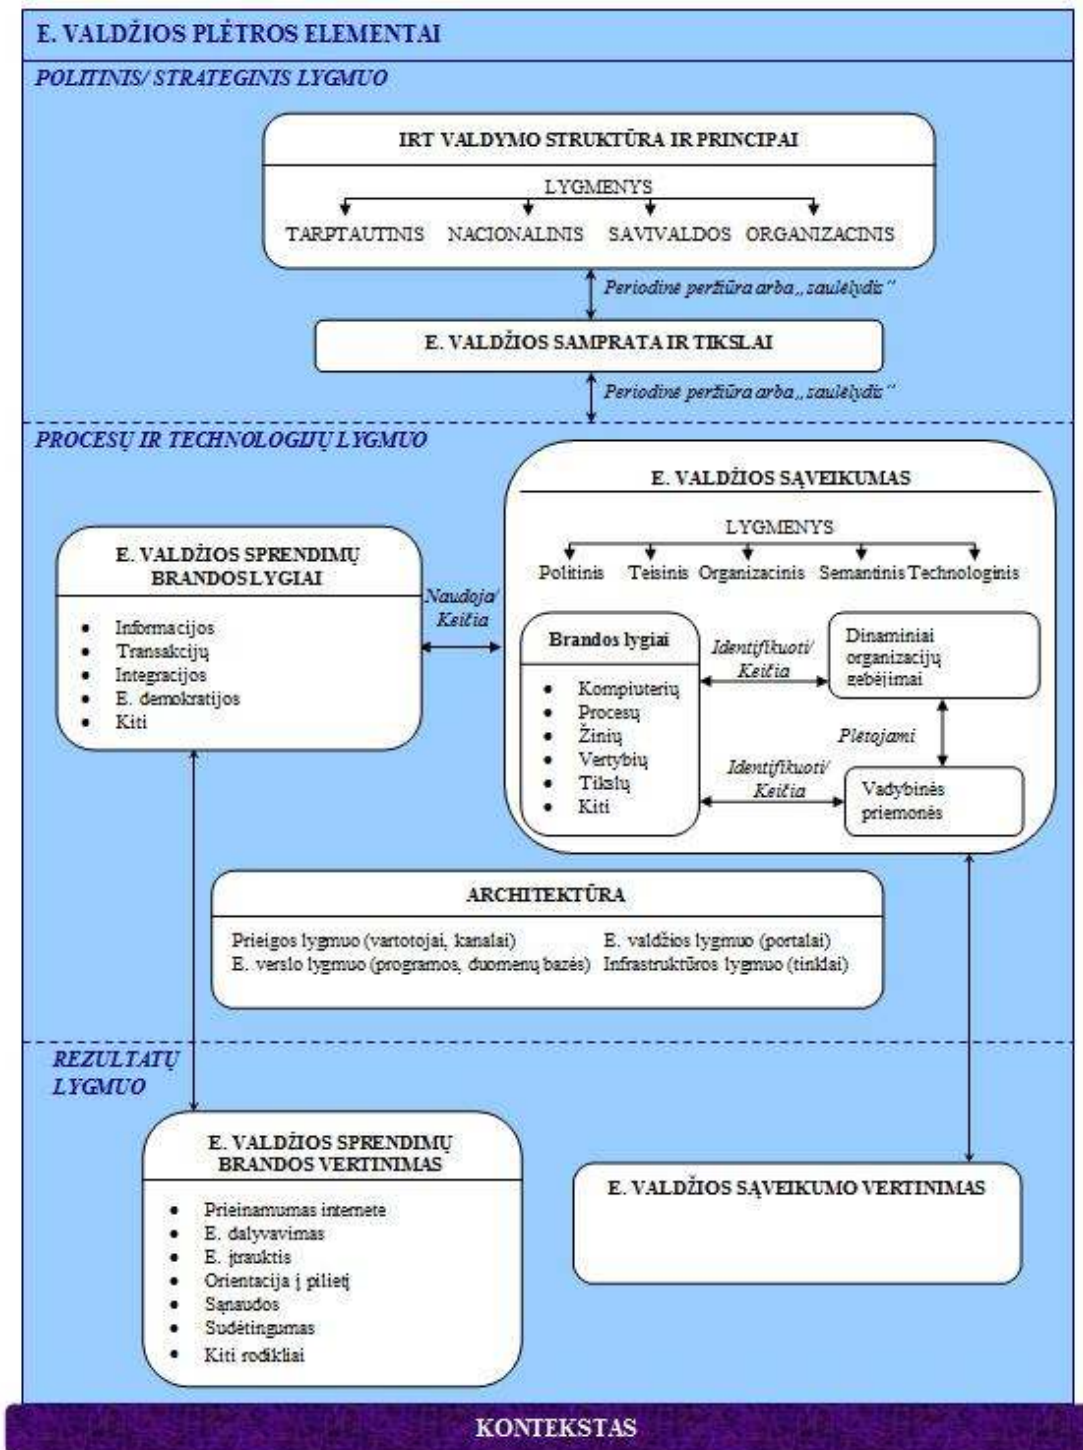 E. VALDŽIOS PLĖTROS ELEMENTAI
POLITINIS/ STRATEGINIS LYGMUO
IRT VALDYMO STRUKTŪRA IR PRINCIPAI
LYGMENYS
TARPTAUTINIS NACIONALINIS SAVIVALDOS ORGANIZACINIS
Periodinė peržiūra arba „saulėlydis“
E. VALDŽIOS SAMPRATA IR TIKSLAI
Periodinė peržiūra arba „saulėlydis“
PROCESŲ IR TECHNOLOGIJŲ LYGMUO
E. VALDŽIOS SPRENDIMŲ
BRANDOS LYGIAI
• Informacijos
• Transakcijų
• Integracijos
• E. demokratijos
• Kiti
Naudoja/
Keičia
E. VALDŽIOS SĄVEIKUMAS
LYGMENYS
Politinis Teisinis Organizacinis Semantinis Technologinis
Brandos lygiai
• Kompiuterių
• Procesų
• Žinių
• Vertybių
• Tikslų
• Kiti
Identifikuoti/
Keičia
Dinaminiai
organizacijų
gebėjimai
Plėtojami
Identifikuoti/
Keičia
Vadybinės
priemonės
ARCHITEKTŪRA
Prieigos lygmuo (vartotojai, kanalai) E. valdžios lygmuo (portalai)
E. verslo lygmuo (programos, duomenų bazės) Infrastruktūros lygmuo (tinklai)
REZULTATŲ
LYGMUO
E. VALDŽIOS SPRENDIMŲ
BRANDOS VERTINIMAS
• Prieinamumas internete
• E. dalyvavimas
• E. įtrauktis
• Orientacija į pilietį
• Sąnaudos
• Sudėtingumas
• Kiti rodikliai
E. VALDŽIOS SĄVEIKUMO VERTINIMAS
KONTEKSTAS